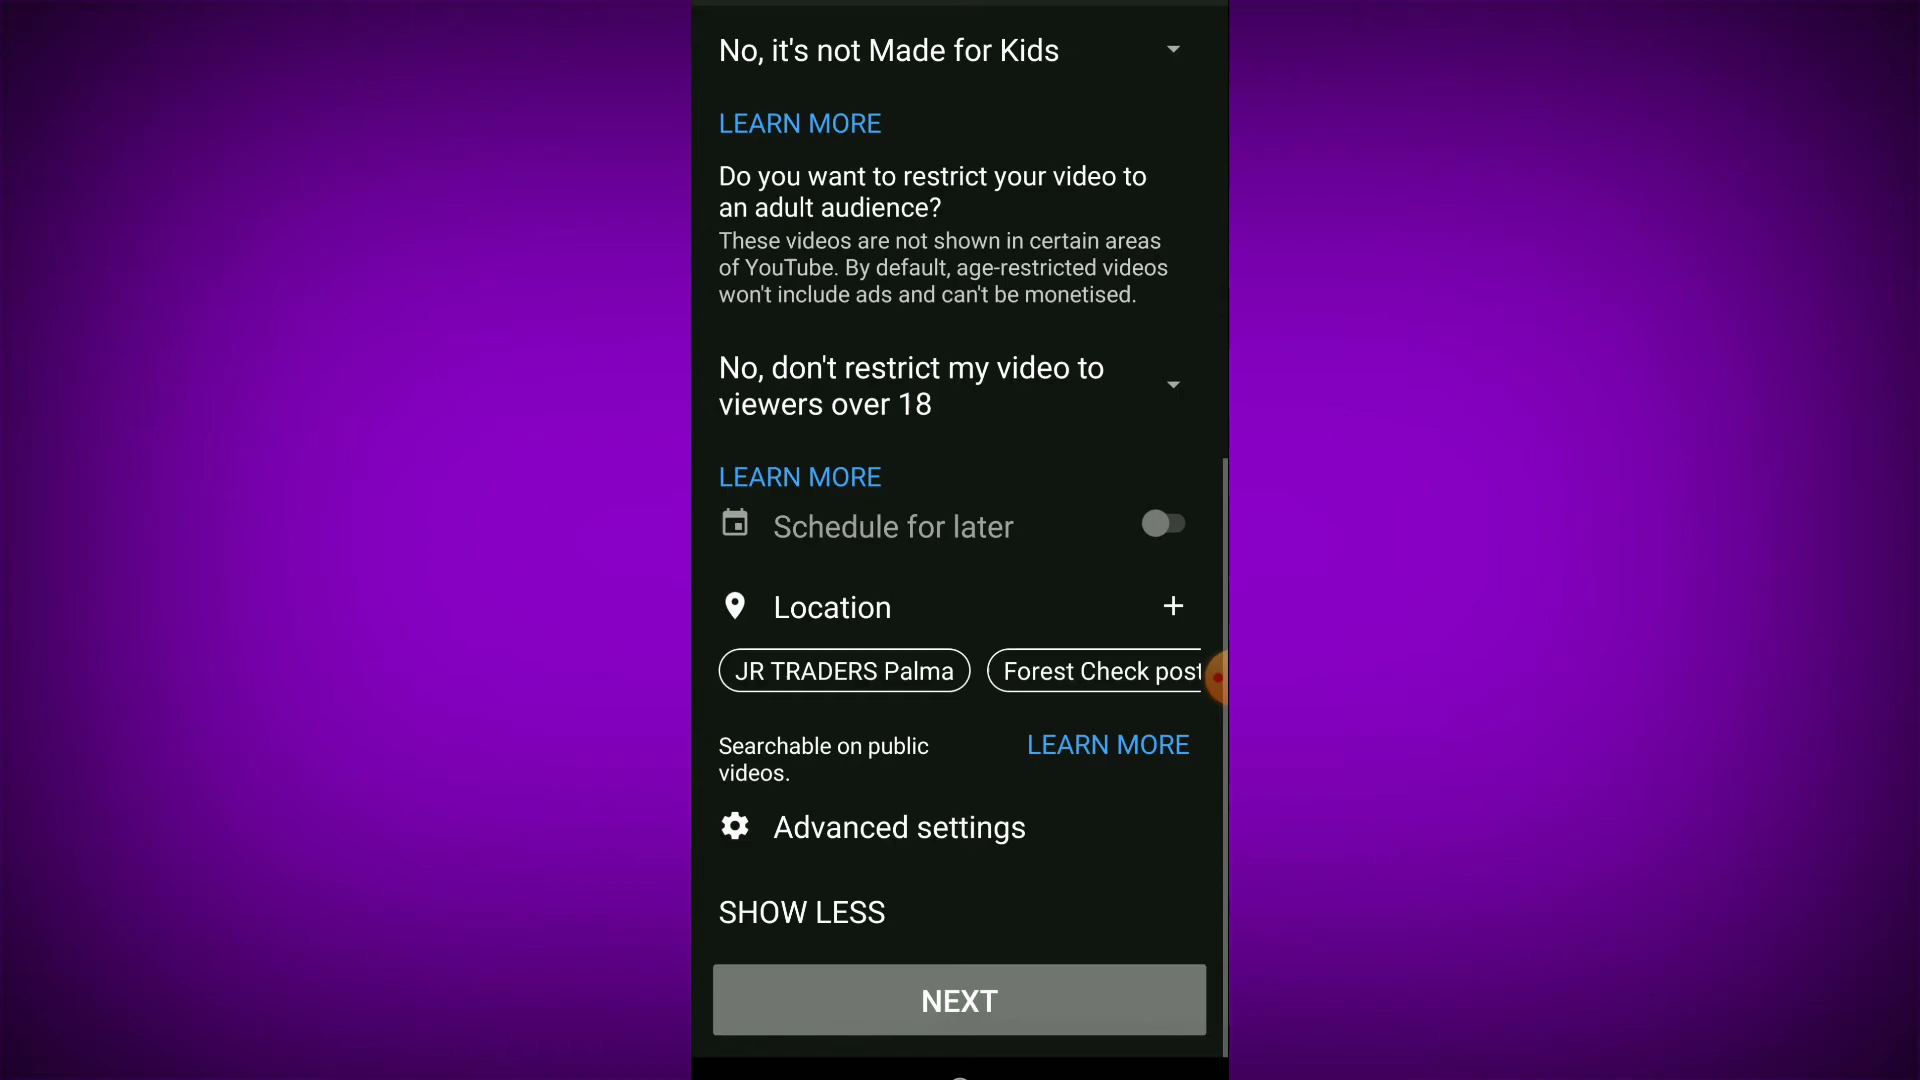 No, it's not Made for Kids
LEARN MORE
Do you want to restrict your video to
an adult audience?
These videos are not shown in certain areas
of YouTube. By default, age-restricted videos
won't include ads and can't be monetised.
No, don't restrict my video to
viewers over 18
LEARN MORE
Schedule for later
Location
JR TRADERS Palma
Forest Check post
Searchable on public
videos.
LEARN MORE
Advanced settings
SHOW LESS
NEXT